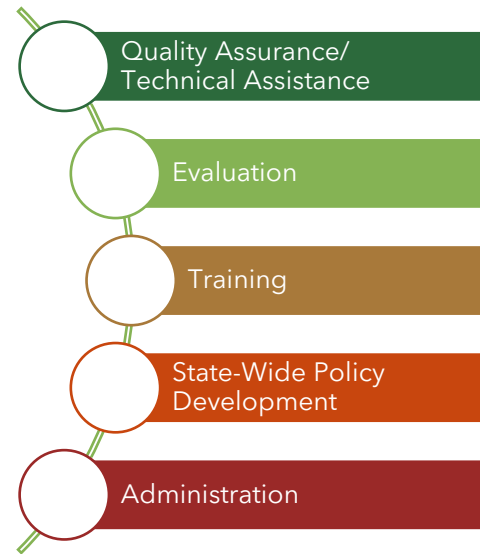 Quality Assurance/
Technical Assistance
Evaluation
Training
State-Wide Policy
Development
Administration